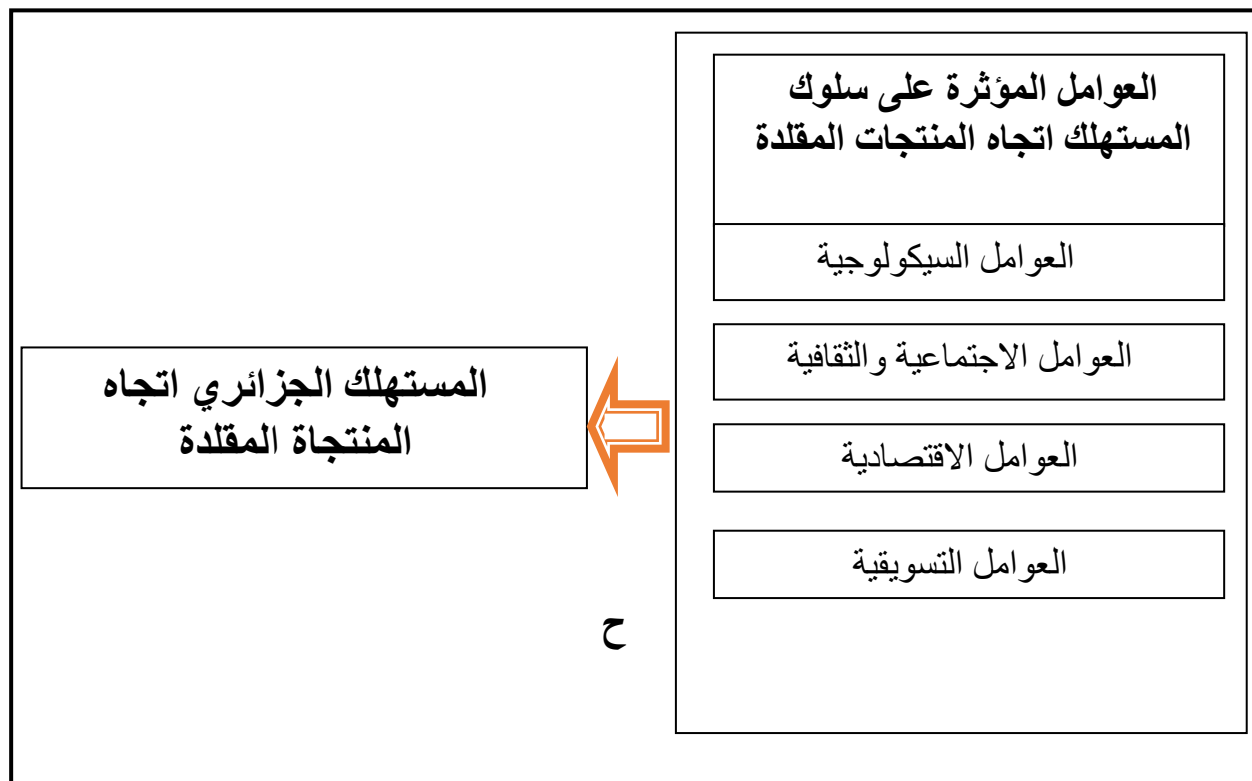 العوامل المؤثرة على سلوك
المستهلك اتجاه المنتجات المقلدة
العوامل السيكولوجية
العوامل الاجتماعية والثقافية
العوامل الاقتصادية
العوامل التسويقية
المستهلك الجزائري اتجاه
المنتجاة المقلدة
ح